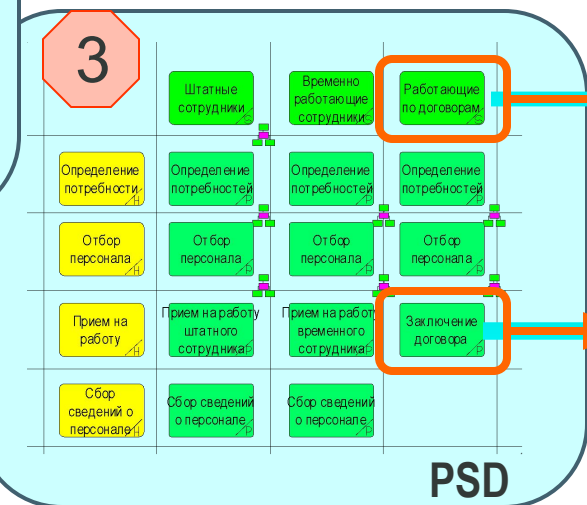 3
Штатные
сотрудники
S
Временно
работающие
сотрудники
S
Работающие
по договорам
S
Определение
потребности
H
Определение
потребностей
P
Определение
потребностей
P
Определение
потребностей
P
Отбор
персонала
H
Отбор
персонала
P
Отбор
персонала
P
Отбор
персонала
P
Прием на
работу
H
Прием на работу
штатного
сотрудника
P
Прием на работу
временного
сотрудника
P
Заключение
договора
P
Сбор
сведений о
персонале
H
Сбор сведений
о персонале
P
Сбор сведений
о персонале
P
PSD